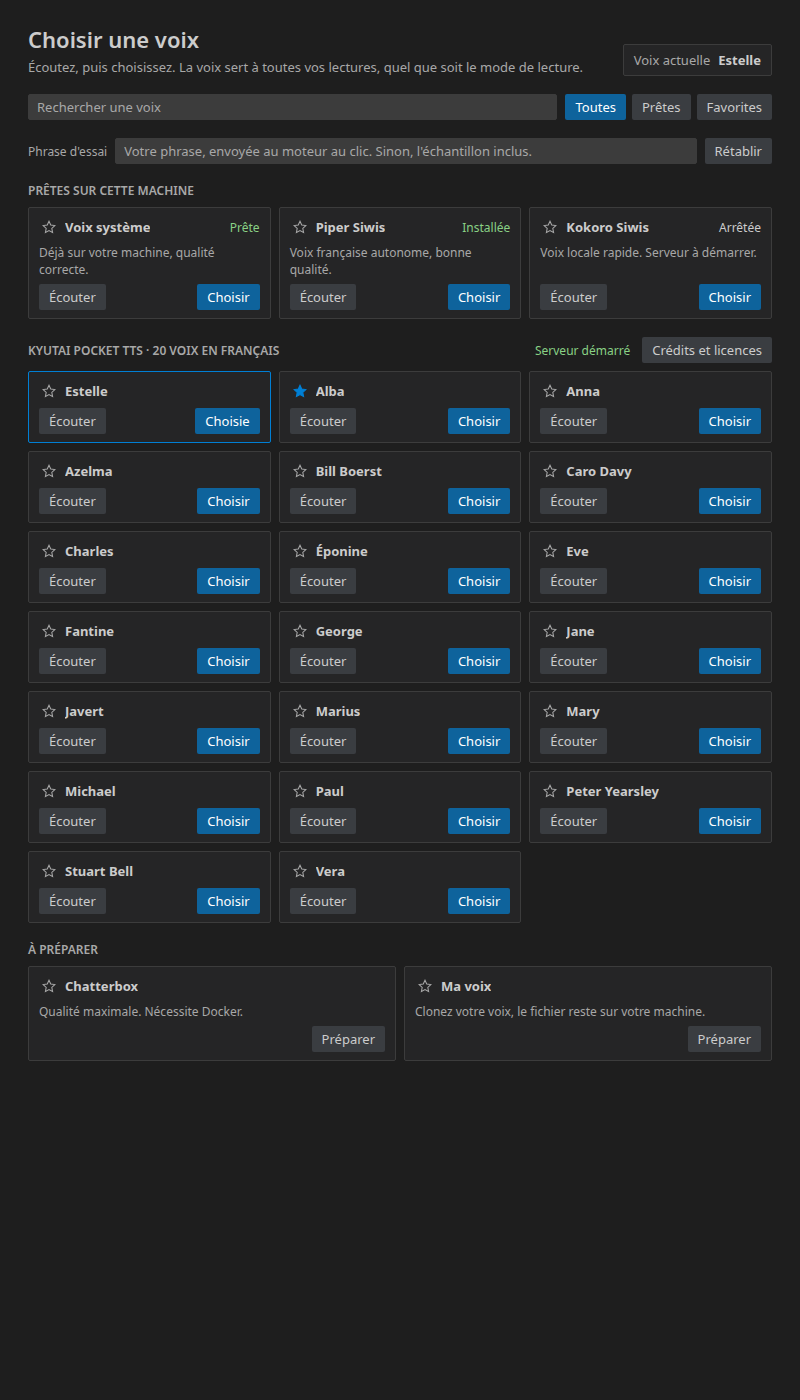 Choisir une voix
Écoutez, puis choisissez. La voix sert à toutes vos lectures, quel que soit le mode de lecture.
Voix actuelle Estelle
Rechercher une voix
Toutes
Prêtes
Favorites
Phrase d'essai
Votre phrase, envoyée au moteur au clic. Sinon, l'échantillon inclus.
Rétablir
PRÊTES SUR CETTE MACHINE
Voix système
Prête
Déjà sur votre machine, qualité
correcte.
Écouter
Choisir
Piper Siwis
Installée
Voix française autonome, bonne
qualité.
Écouter
Choisir
Kokoro Siwis
Arrêtée
Voix locale rapide. Serveur à démarrer.
Écouter
Choisir
KYUTAI POCKET TTS · 20 VOIX EN FRANÇAIS
Serveur démarré
Crédits et licences
Estelle
Écouter
Choisie
Alba
Écouter
Choisir
Anna
Écouter
Choisir
Azelma
Écouter
Choisir
Bill Boerst
Écouter
Choisir
Caro Davy
Écouter
Choisir
Charles
Écouter
Choisir
Éponine
Écouter
Choisir
Eve
Écouter
Choisir
Fantine
Écouter
Choisir
George
Écouter
Choisir
Jane
Écouter
Choisir
Javert
Écouter
Choisir
Marius
Écouter
Choisir
Mary
Écouter
Choisir
Michael
Écouter
Choisir
Paul
Écouter
Choisir
Peter Yearsley
Écouter
Choisir
Stuart Bell
Écouter
Choisir
Vera
Écouter
Choisir
À PRÉPARER
Chatterbox
Qualité maximale. Nécessite Docker.
Préparer
Ma voix
Clonez votre voix, le fichier reste sur votre machine.
Préparer